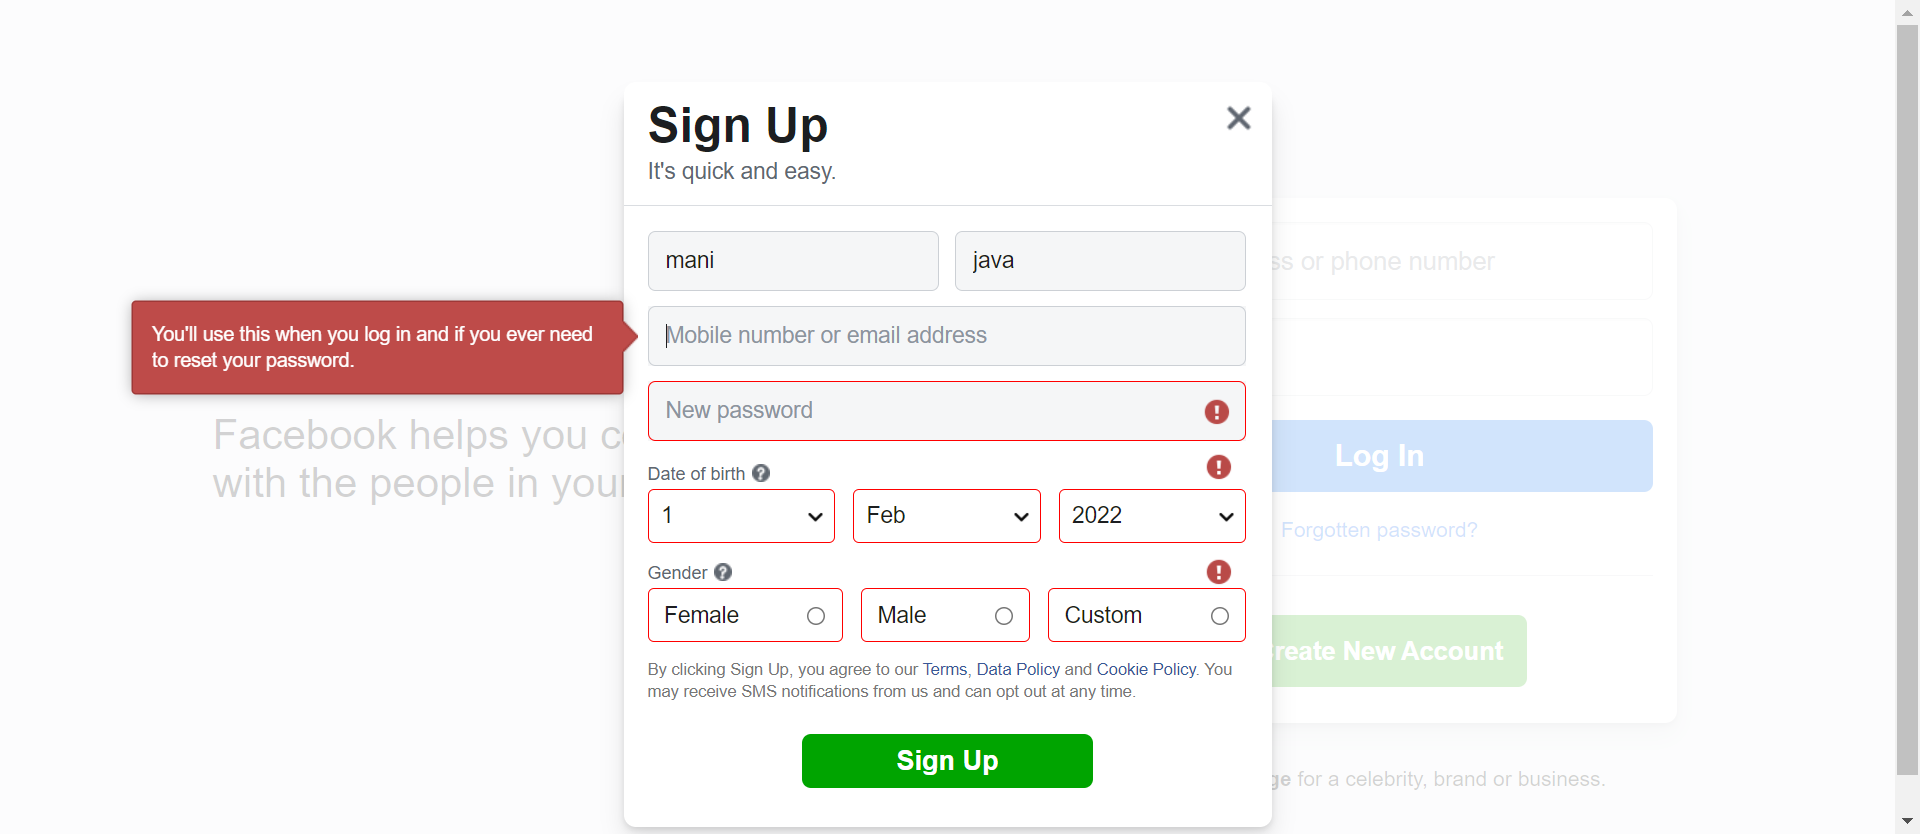 Sign Up
It's quick and easy.
mani
java
Mobile number or email address
You'll use this when you log in and if you ever need
to reset your password.
New password
Date of birth
1
Feb
2022
Gender
Female
Male
Custom
By clicking Sign Up, you agree to our Terms, Data Policy and Cookie Policy. You
may receive SMS notifications from us and can opt out at any time.
Sign Up
Facebook helps you
with the people in your
or phone number
Log In
Forgotten password?
New Account
for a celebrity, brand or business.